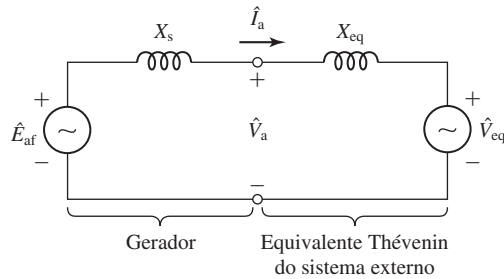 X_s
Î_a
X_eq
+
+
+
Ê_af
V̂_a
V̂_eq
−
−
−
Gerador
Equivalente Thévenin
do sistema externo